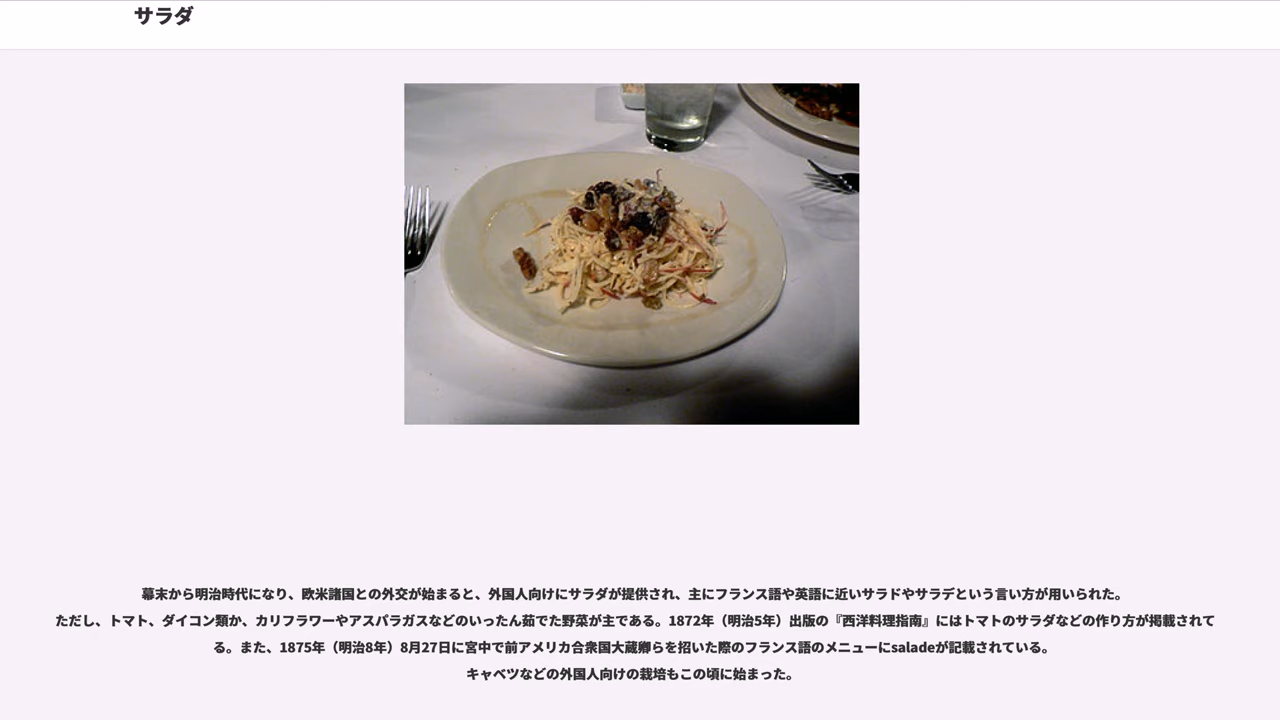 サラダ
幕末から明治時代になり、欧米諸国との外交が始まると、外国人向けにサラダが提供され、主にフランス語や英語に近いサラドやサラデという言い方が用いられた。
ただし、トマト、ダイコン類か、カリフラワーやアスパラガスなどのいったん茹でた野菜が主である。1872年（明治5年）出版の『西洋料理指南』にはトマトのサラダなどの作り方が掲載されて
る。また、1875年（明治8年）8月27日に宮中で前アメリカ合衆国大蔵卿らを招いた際のフランス語のメニューにsaladeが記載されている。
キャベツなどの外国人向けの栽培もこの頃に始まった。